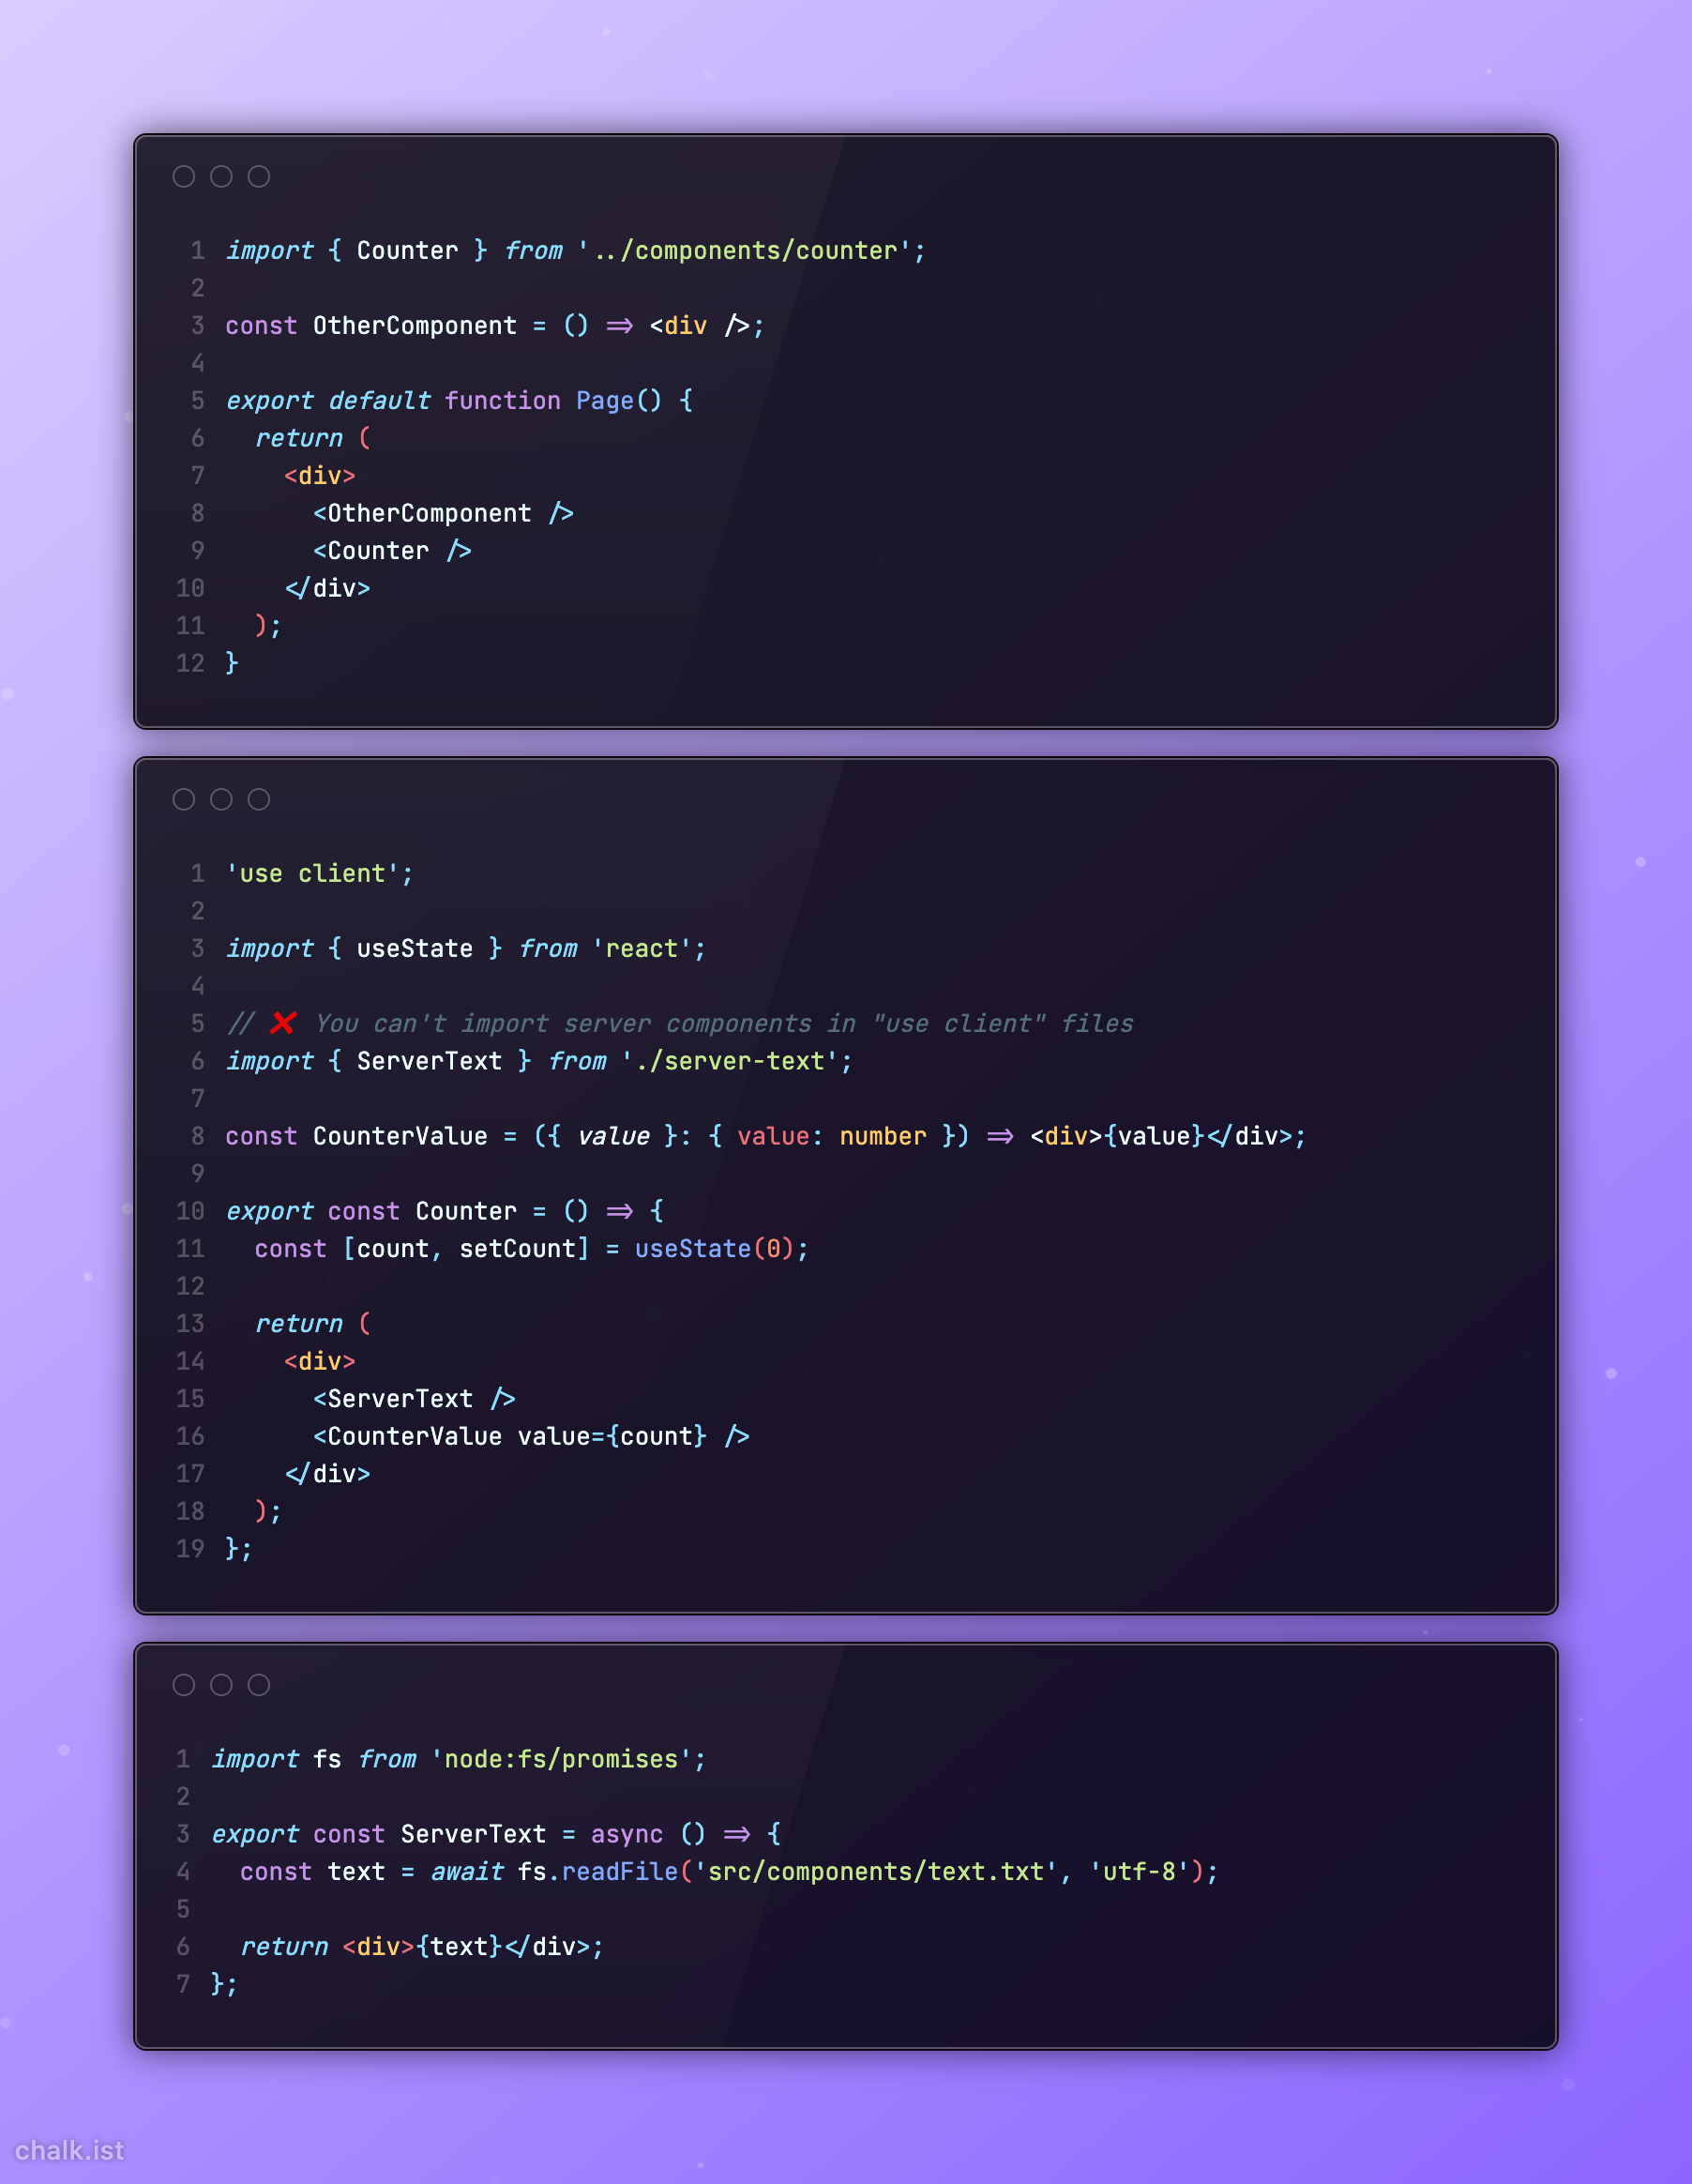 1 import { Counter } from '../components/counter';
2
3 const OtherComponent = () => <div />;
4
5 export default function Page() {
6   return (
7     <div>
8       <OtherComponent />
9       <Counter />
10     </div>
11   );
12 }
1 'use client';
2
3 import { useState } from 'react';
4
5 // ❌ You can't import server components in "use client" files
6 import { ServerText } from './server-text';
7
8 const CounterValue = ({ value }: { value: number }) => <div>{value}</div>;
9
10 export const Counter = () => {
11   const [count, setCount] = useState(0);
12
13   return (
14     <div>
15       <ServerText />
16       <CounterValue value={count} />
17     </div>
18   );
19 };
1 import fs from 'node:fs/promises';
2
3 export const ServerText = async () => {
4   const text = await fs.readFile('src/components/text.txt', 'utf-8');
5
6   return <div>{text}</div>;
7 };
chalk.ist